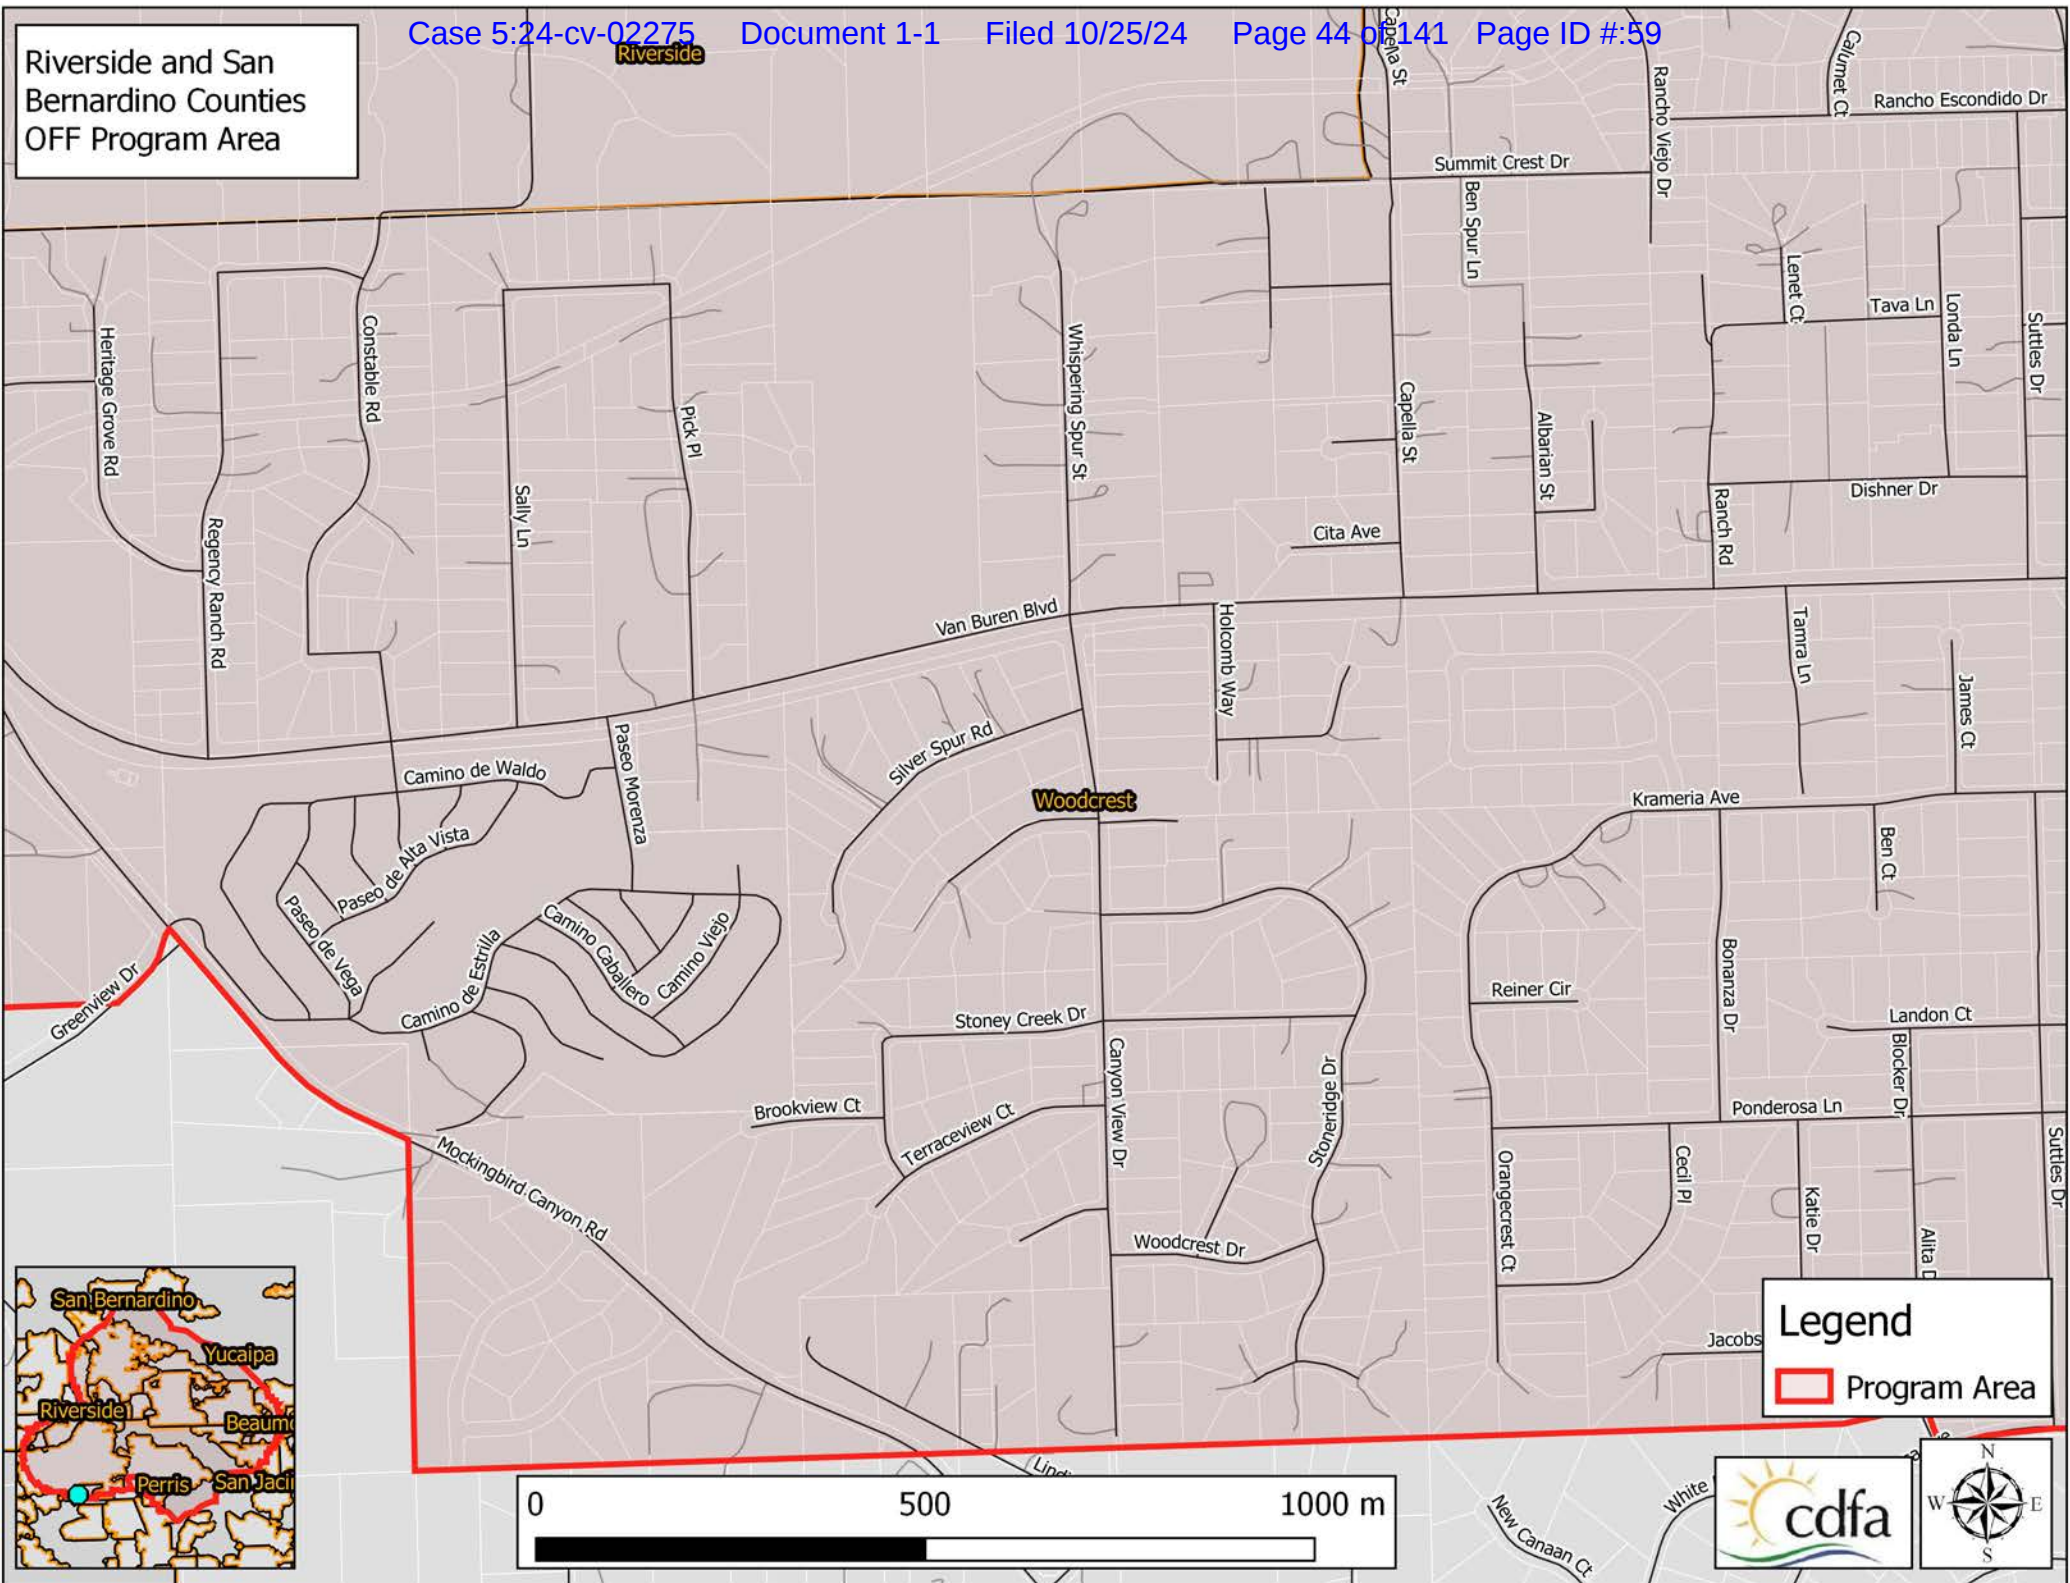 Case 5:24-cv-02275 Document 1-1 Filed 10/25/24 Page 44 of 141 Page ID #:59
Riverside and San
Bernardino Counties
OFF Program Area
Riverside
Capella St
Calumet Ct
Rancho Escondido Dr
Rancho Viejo Dr
Summit Crest Dr
Ben Spur Ln
Lenet Ct
Tava Ln
Londa Ln
Suttles Dr
Heritage Grove Rd
Constable Rd
Whispering Spur St
Pick Pl
Capella St
Albarian St
Sally Ln
Regency Ranch Rd
Dishner Dr
Ranch Rd
Cita Ave
Van Buren Blvd
Holcomb Way
Tamra Ln
James Ct
Paseo Morenza
Silver Spur Rd
Camino de Waldo
Woodcrest
Krameria Ave
Ben Ct
Paseo de Alta Vista
Paseo de Vega
Camino de Estrilla
Camino Caballero
Camino Viejo
Greenview Dr
Reiner Cir
Bonanza Dr
Stoney Creek Dr
Landon Ct
Blocker Dr
Canyon View Dr
Stoneridge Dr
Brookview Ct
Terraceview Ct
Ponderosa Ln
Mockingbird Canyon Rd
Orangecrest Ct
Cecil Pl
Katie Dr
Suttles Dr
Woodcrest Dr
Alita D
Jacobs
Legend
Program Area
San Bernardino
Yucaipa
Riverside
Beaum
Perris
San Jaci
Lind
New Canaan Ct
White
0 500 1000 m
cdfa
N
W E
S